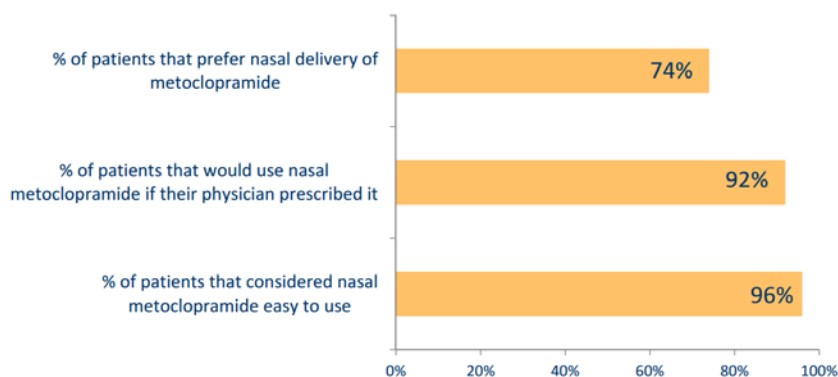 % of patients that prefer nasal delivery of
metoclopramide
74%
% of patients that would use nasal
metoclopramide if their physician prescribed it
92%
% of patients that considered nasal
metoclopramide easy to use
96%
0% 20% 40% 60% 80% 100%